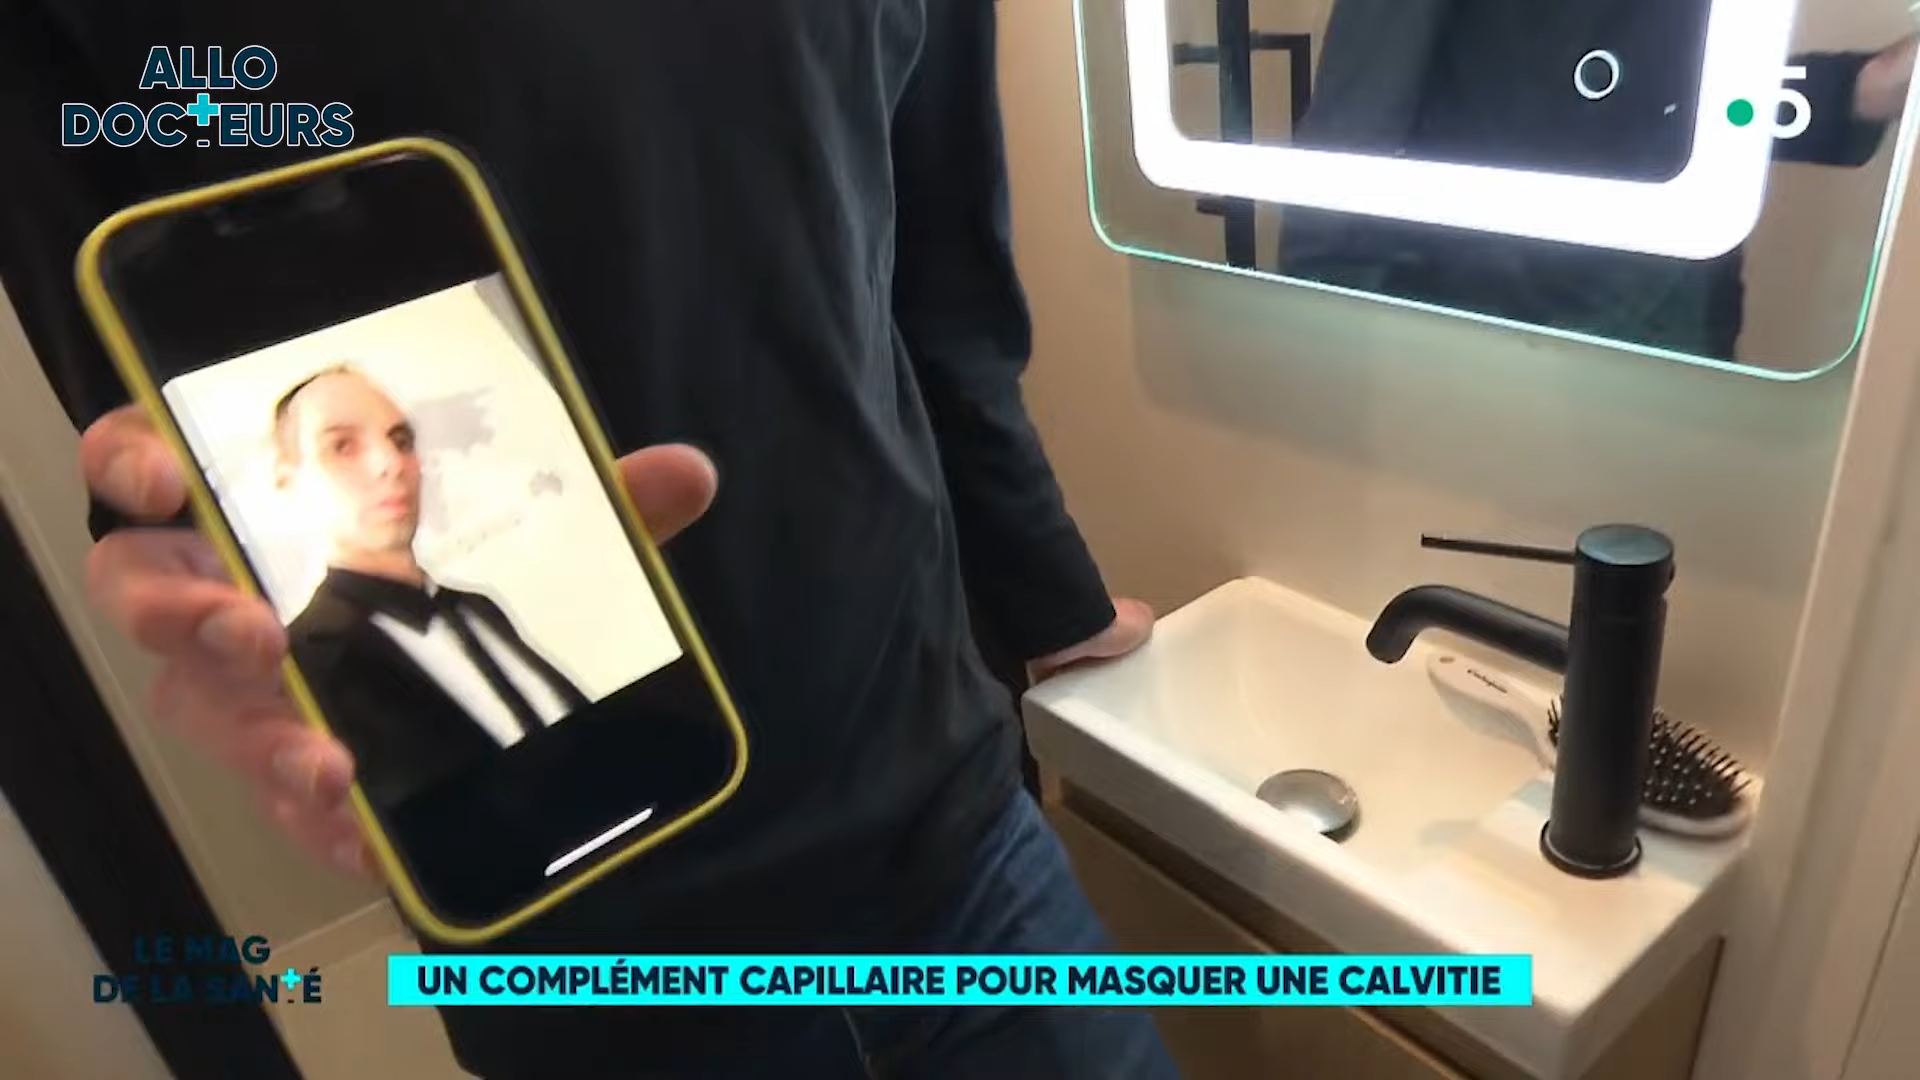 ALLO
DOCTEURS
5
LE MAG
DE LA SANTÉ
UN COMPLÉMENT CAPILLAIRE POUR MASQUER UNE CALVITIE